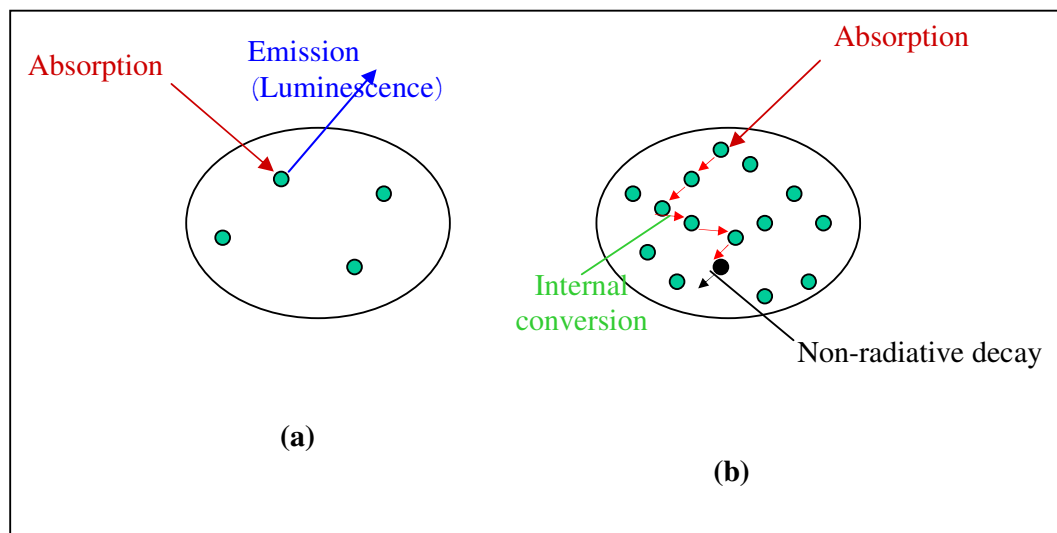 Absorption
Emission
(Luminescence)
(a)
Absorption
Internal
conversion
Non-radiative decay
(b)